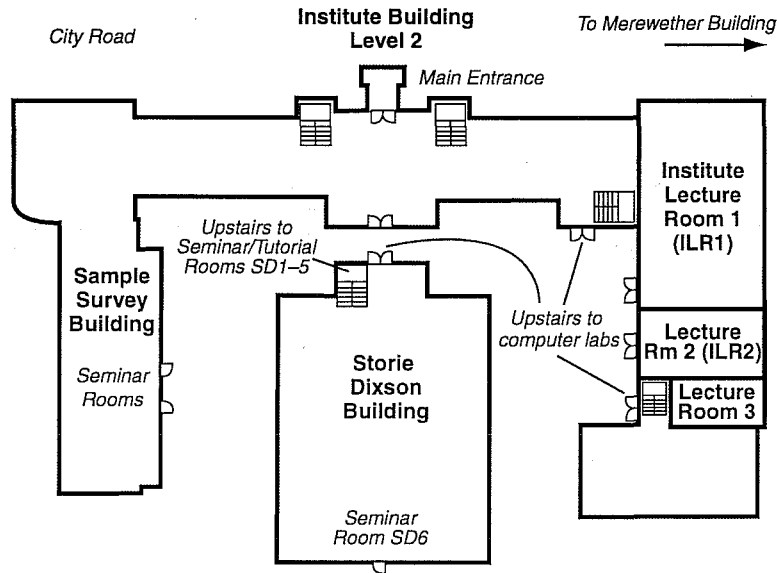 City Road
Institute Building
Level 2
To Merewether Building
Main Entrance
Institute
Lecture
Room 1
(ILR1)
Upstairs to
Seminar/Tutorial
Rooms SD1–5
Sample
Survey
Building
Seminar
Rooms
Upstairs to
computer labs
Lecture
Rm 2 (ILR2)
Storie
Dixson
Building
Lecture
Room 3
Seminar
Room SD6